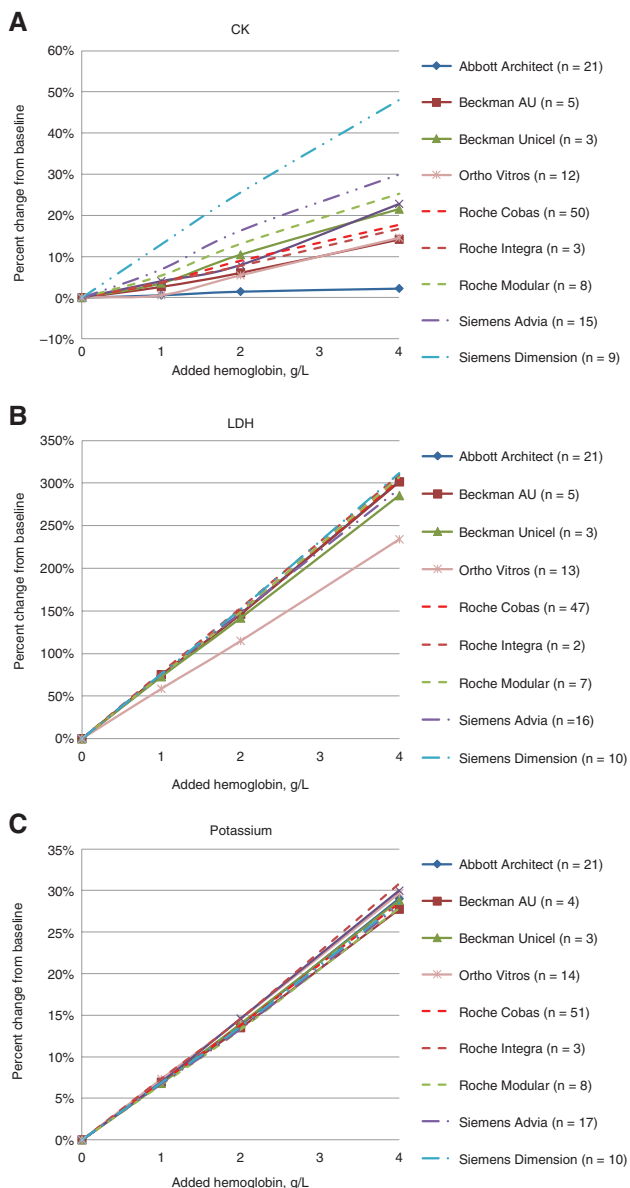 A
CK
60%
50%
40%
30%
20%
10%
0%
–10%
Percent change from baseline
0
1
2
3
4
Added hemoglobin, g/L
Abbott Architect (n = 21)
Beckman AU (n = 5)
Beckman Unicel (n = 3)
Ortho Vitros (n = 12)
Roche Cobas (n = 50)
Roche Integra (n = 3)
Roche Modular (n = 8)
Siemens Advia (n = 15)
Siemens Dimension (n = 9)
B
LDH
350%
300%
250%
200%
150%
100%
50%
0%
Percent change from baseline
0
1
2
3
4
Added hemoglobin, g/L
Abbott Architect (n = 21)
Beckman AU (n = 5)
Beckman Unicel (n = 3)
Ortho Vitros (n = 13)
Roche Cobas (n = 47)
Roche Integra (n = 2)
Roche Modular (n = 7)
Siemens Advia (n =16)
Siemens Dimension (n = 10)
C
Potassium
35%
30%
25%
20%
15%
10%
5%
0%
Percent change from baseline
0
1
2
3
4
Added hemoglobin, g/L
Abbott Architect (n = 21)
Beckman AU (n = 4)
Beckman Unicel (n = 3)
Ortho Vitros (n = 14)
Roche Cobas (n = 51)
Roche Integra (n = 3)
Roche Modular (n = 8)
Siemens Advia (n = 17)
Siemens Dimension (n = 10)